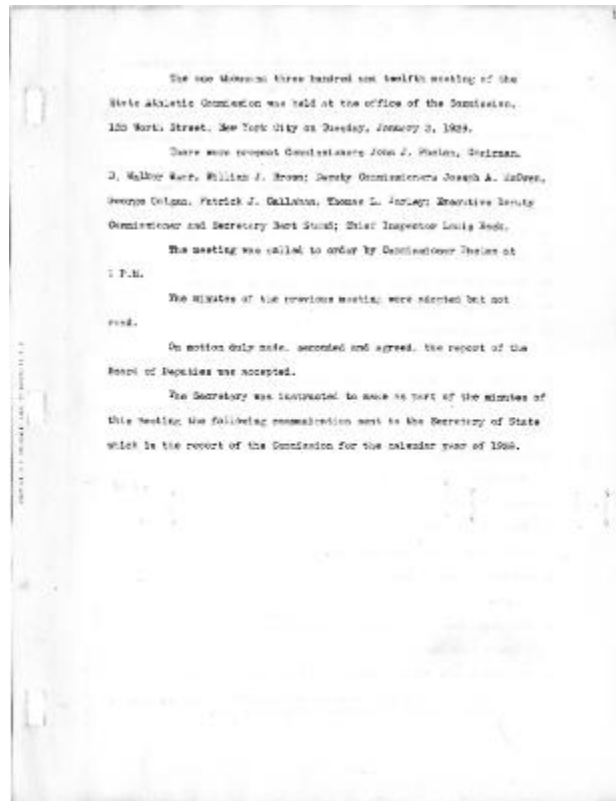 The one thousand three hundred and twelfth meeting of the
State Athletic Commission was held at the office of the Commission,
Street, New York City on Tuesday, January 3, 1939.
There were present Commissioners John J. Phelan, Chairman,
D. Walker Wear, William J. Brown; Deputy Commissioners Joseph A. McOwen,
George Colgan, Patrick J. Callahan, Thomas L. Executive Deputy
Commissioner and Secretary Bert Stand; Chief Inspector Louis
The meeting was called to order by Commissioner Phelan at
1 P.M.
The minutes of the previous meeting were adopted but not
read.
On motion duly made, seconded and agreed, the report of the
Board of Deputies was accepted.
The Secretary was instructed to make as part of the minutes of
this meeting the following communication sent to the Secretary of State
which is the report of the Commission for the calendar year of